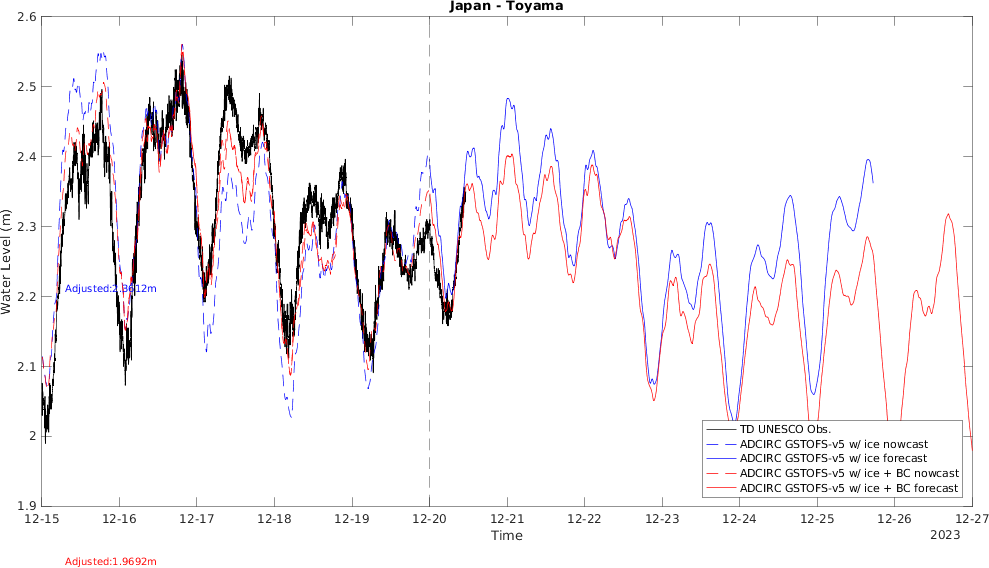 Japan - Toyama
2.6
2.5
2.4
2.3
2.2
2.1
2
1.9
Water Level (m)
Adjusted:2.8612m
TD UNESCO Obs.
ADCIRC GSTOFS-v5 w/ ice nowcast
ADCIRC GSTOFS-v5 w/ ice forecast
ADCIRC GSTOFS-v5 w/ ice + BC nowcast
ADCIRC GSTOFS-v5 w/ ice + BC forecast
12-15 12-16 12-17 12-18 12-19 12-20 12-21 12-22 12-23 12-24 12-25 12-26 12-27
Time
2023
Adjusted:1.9692m